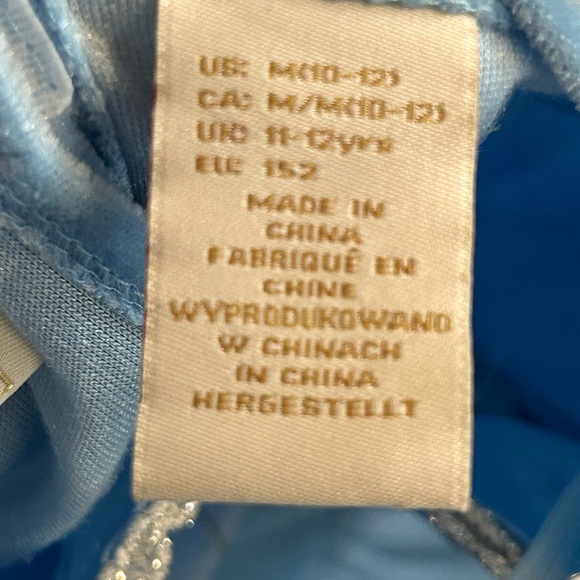 US: M(10-12)
CA: M/M(10-12)
UK: 11-12yrs
EU: 152
MADE IN
CHINA
FABRIQUÉ EN
CHINE
WYPRODUKOWANO
W CHINACH
IN CHINA
HERGESTELLT